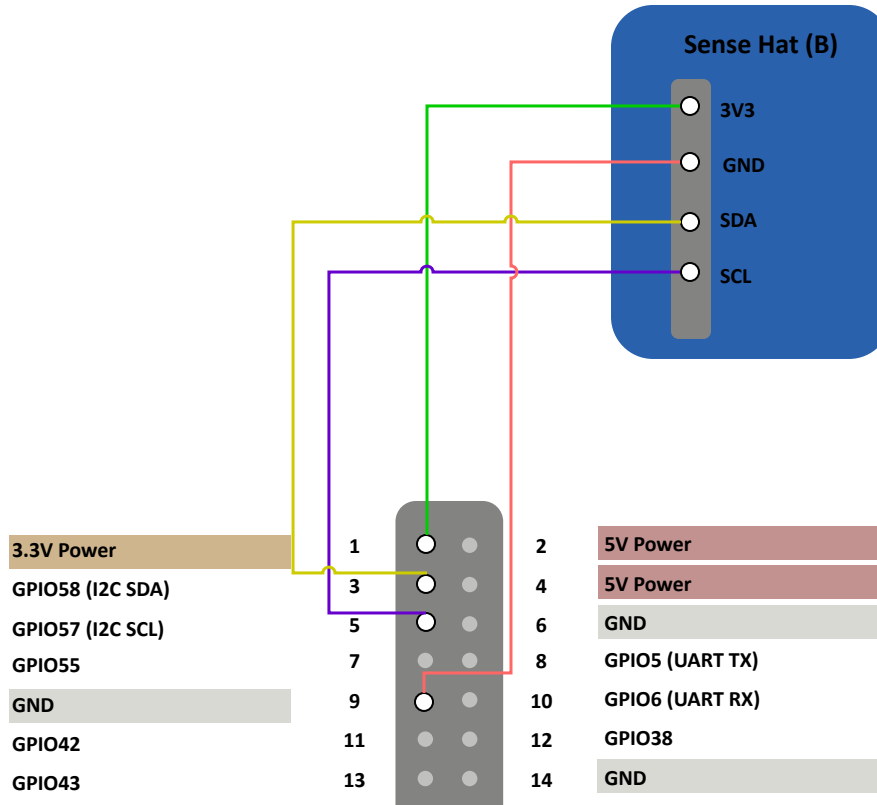 Sense Hat (B)
3V3
GND
SDA
SCL
3.3V Power 1 2 5V Power
GPIO58 (I2C SDA) 3 4 5V Power
GPIO57 (I2C SCL) 5 6 GND
GPIO55 7 8 GPIO5 (UART TX)
GND 9 10 GPIO6 (UART RX)
GPIO42 11 12 GPIO38
GPIO43 13 14 GND